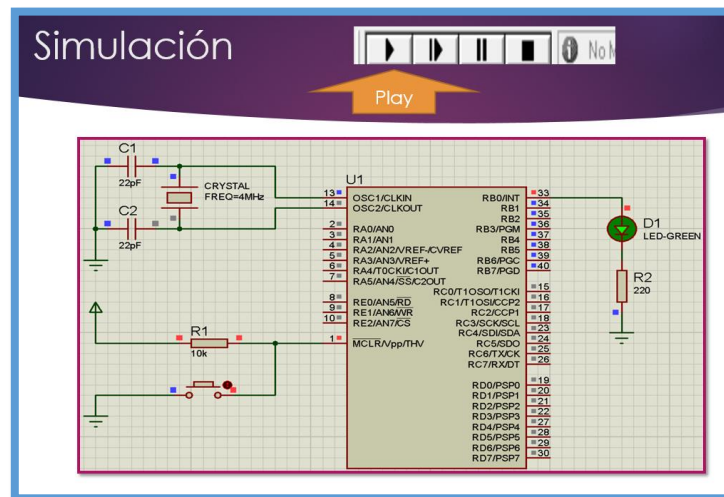 Simulación
No M
Play
C1
22pF
CRYSTAL
FREQ=4MHz
C2
22pF
R1
10k
U1
13 OSC1/CLKIN
14 OSC2/CLKOUT
2 RA0/AN0
3 RA1/AN1
4 RA2/AN2/VREF-/CVREF
5 RA3/AN3/VREF+
6 RA4/T0CKI/C1OUT
7 RA5/AN4/SS/C2OUT
8 RE0/AN5/RD
9 RE1/AN6/WR
10 RE2/AN7/CS
1 MCLR/Vpp/THV
RB0/INT 33
RB1 34
RB2 35
RB3/PGM 36
RB4 37
RB5 38
RB6/PGC 39
RB7/PGD 40
RC0/T1OSO/T1CKI 15
RC1/T1OSI/CCP2 16
RC2/CCP1 17
RC3/SCK/SCL 18
RC4/SDI/SDA 23
RC5/SDO 24
RC6/TX/CK 25
RC7/RX/DT 26
RD0/PSP0 19
RD1/PSP1 20
RD2/PSP2 21
RD3/PSP3 22
RD4/PSP4 27
RD5/PSP5 28
RD6/PSP6 29
RD7/PSP7 30
D1
LED-GREEN
R2
220